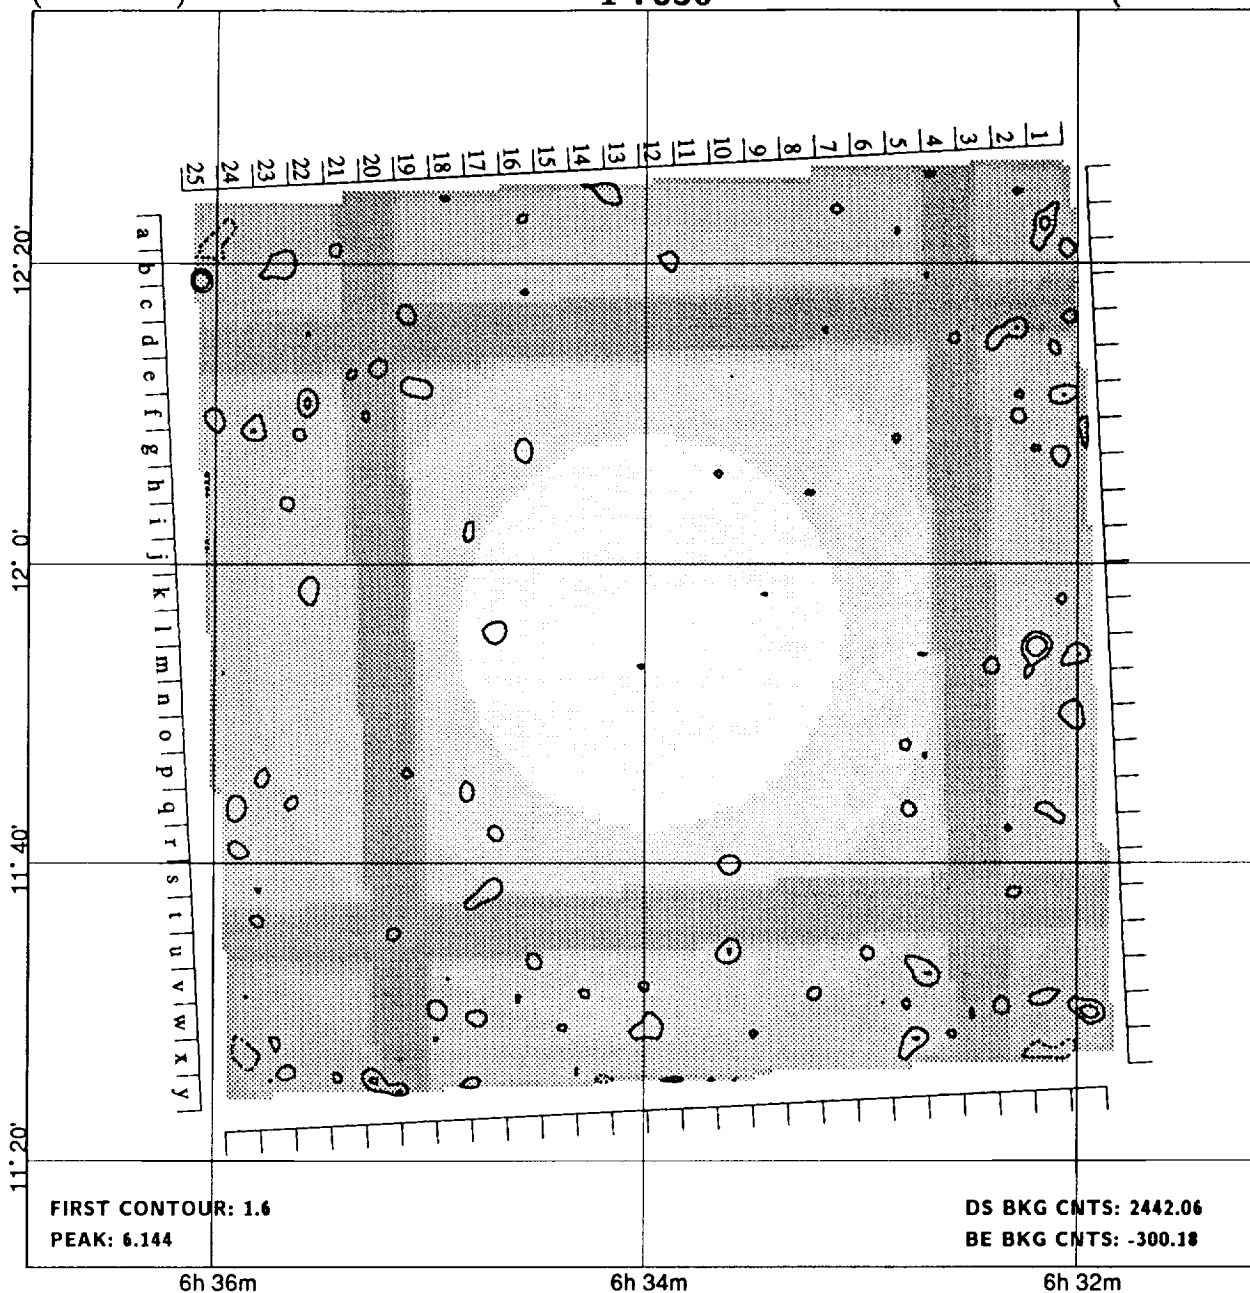 25 24 23 22 21 20 19 18 17 16 15 14 13 12 11 10 9 8 7 6 5 4 3 2 1
a
b
c
d
e
f
g
h
i
j
k
l
m
n
o
p
q
r
s
t
u
v
w
x
y
12° 20'
12° 0'
11° 40'
11° 20'
FIRST CONTOUR: 1.6
PEAK: 6.144
DS BKG CNTS: 2442.06
BE BKG CNTS: -300.18
6h 36m 6h 34m 6h 32m